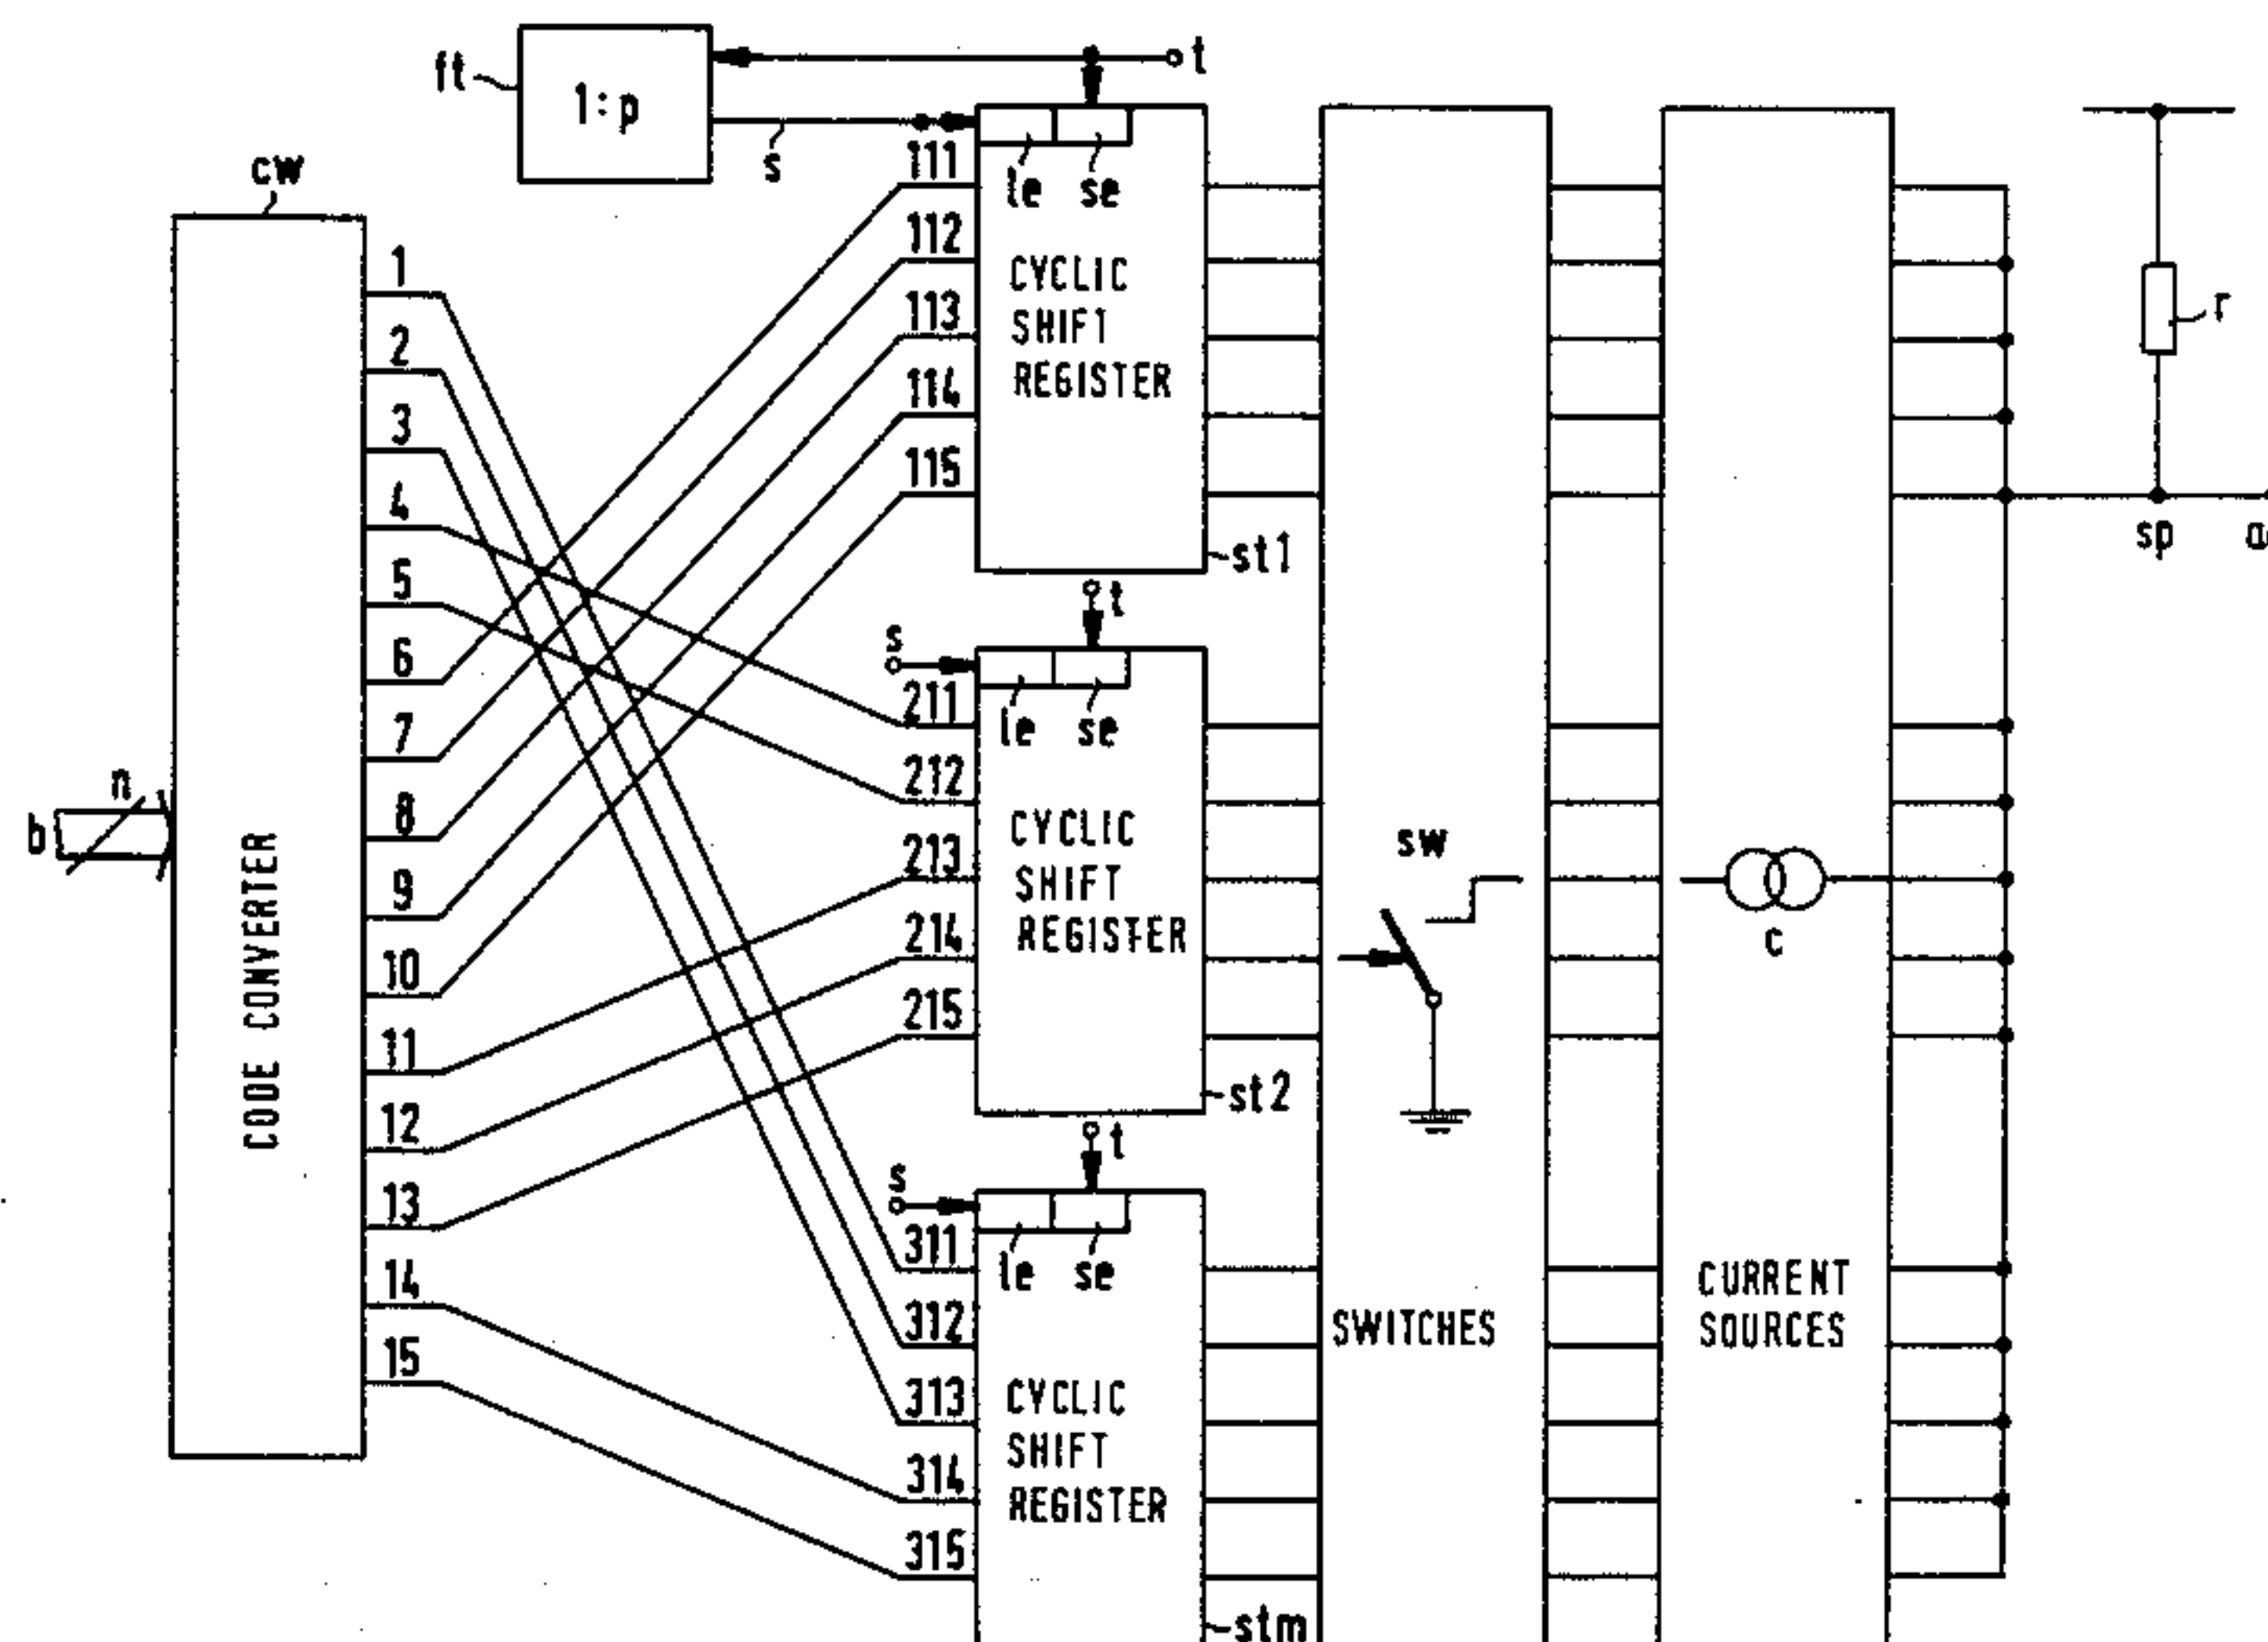 ft
1:p
t
s
cw
1
2
3
4
5
6
7
8
9
10
11
12
13
14
15
n
b
CODE CONVERTER
111
112
113
114
115
le se
CYCLIC
SHIFT
REGISTER
st1
t
s
211
212
213
214
215
le se
CYCLIC
SHIFT
REGISTER
st2
t
s
311
312
313
314
315
le se
CYCLIC
SHIFT
REGISTER
stm
sw
SWITCHES
c
CURRENT
SOURCES
r
sp
a